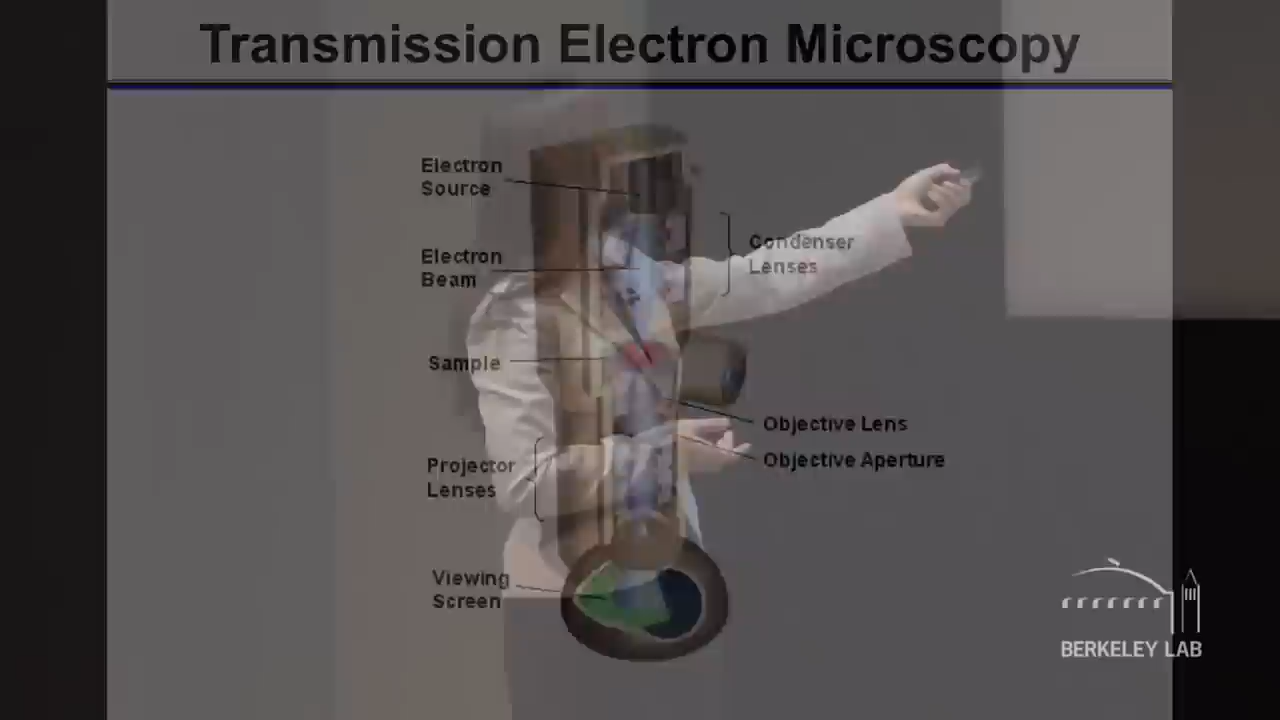 Transmission Electron Microscopy
Electron
Source
Electron
Beam
Condenser
Lenses
Sample
Objective Lens
Objective Aperture
Projector
Lenses
Viewing
Screen
BERKELEY LAB